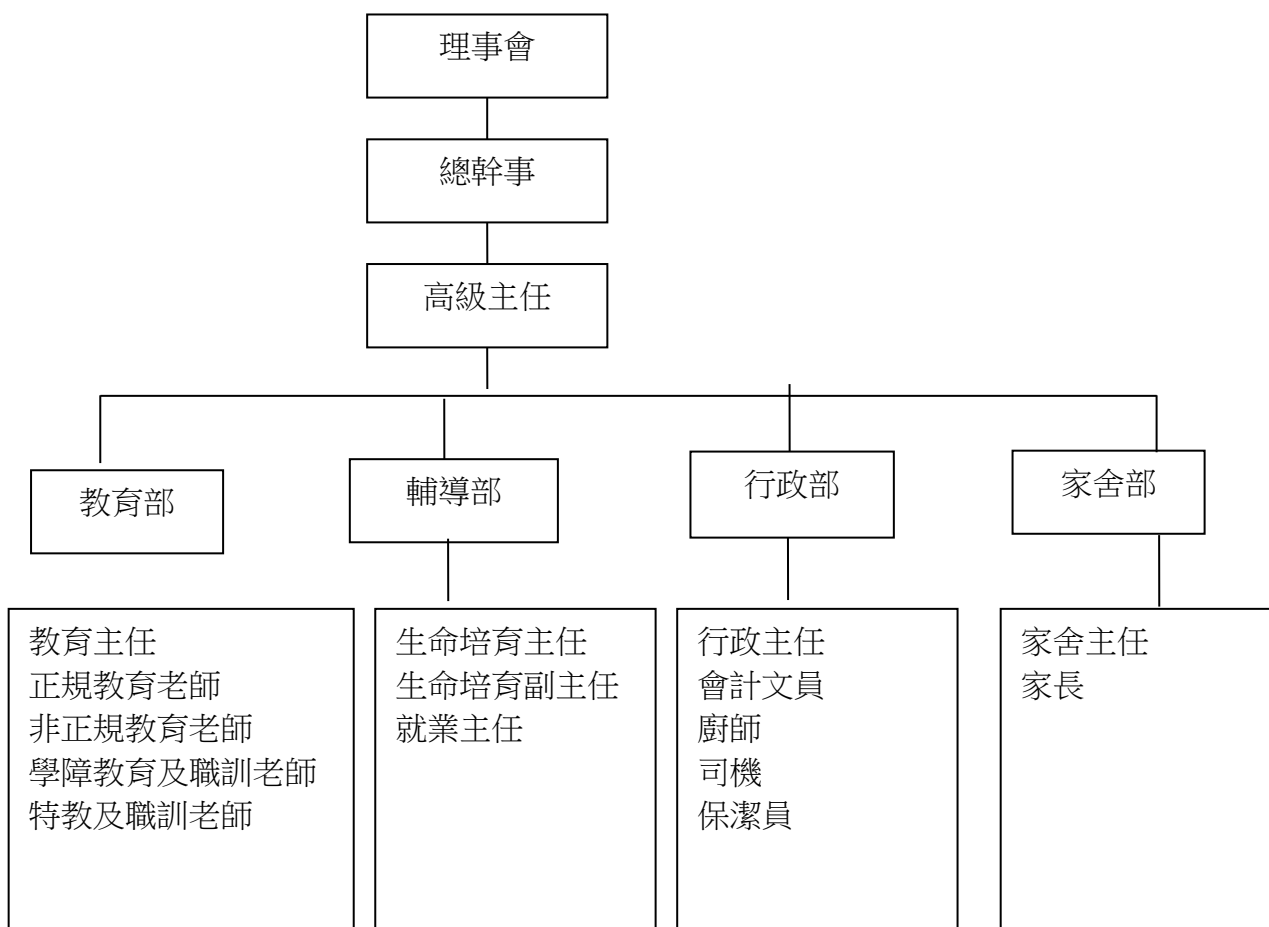 理事會
總幹事
高級主任
教育部
輔導部
行政部
家舍部
教育主任
正規教育老師
非正規教育老師
學障教育及職訓老師
特教及職訓老師
生命培育主任
生命培育副主任
就業主任
行政主任
會計文員
廚師
司機
保潔員
家舍主任
家長